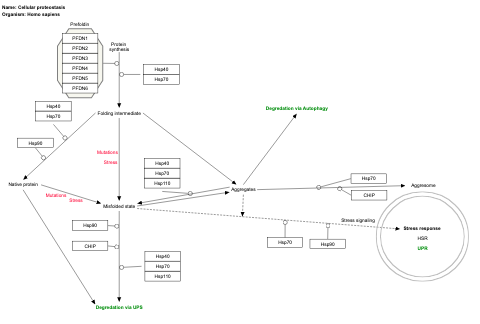 Name: Cellular proteostasis
Organism: Homo sapiens
Prefoldin
PFDN1
PFDN2
PFDN3
PFDN4
PFDN5
PFDN6
Protein
synthesis
Hsp40
Hsp70
Degredation via Autophagy
Hsp40
Hsp70
Folding intermediate
Hsp90
Mutations
Stress
Hsp40
Hsp70
Hsp110
Hsp70
CHIP
Native protein
Aggregates
Aggresome
Mutations
Stress
Misfolded state
Hsp90
CHIP
Stress signaling
Hsp70
Hsp90
Stress response
HSR
UPR
Hsp40
Hsp70
Hsp110
Degredation via UPS